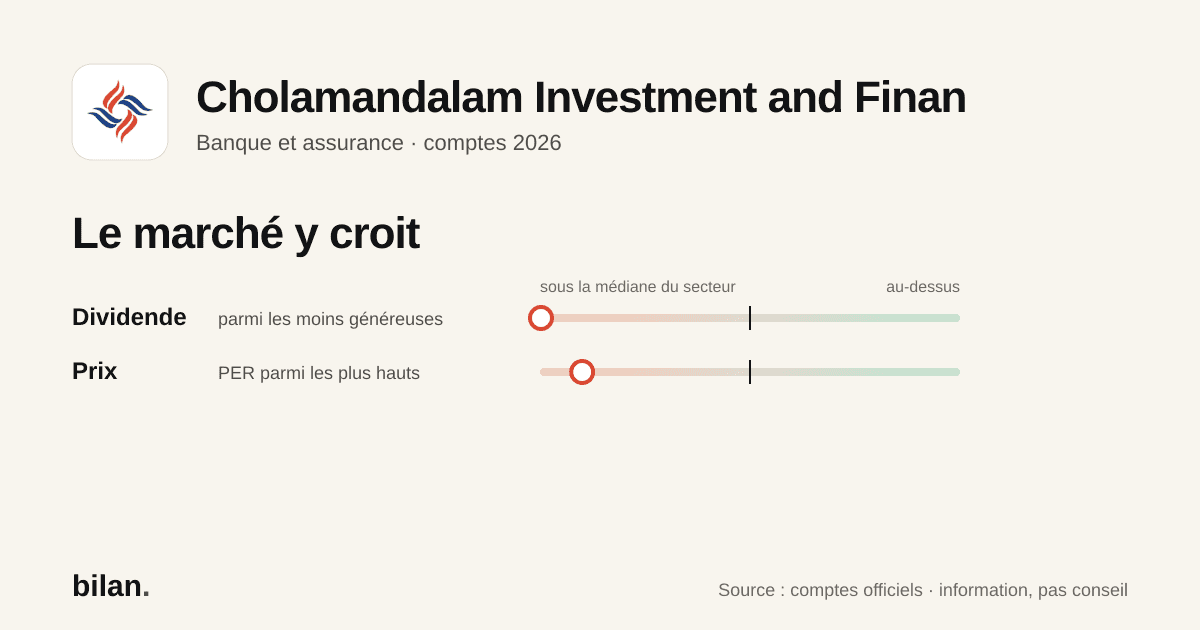 Cholamandalam Investment and Finan
Banque et assurance · comptes 2026
Le marché y croit
sous la médiane du secteur au-dessus
Dividende parmi les moins généreuses
Prix PER parmi les plus hauts
bilan.
Source : comptes officiels · information, pas conseil